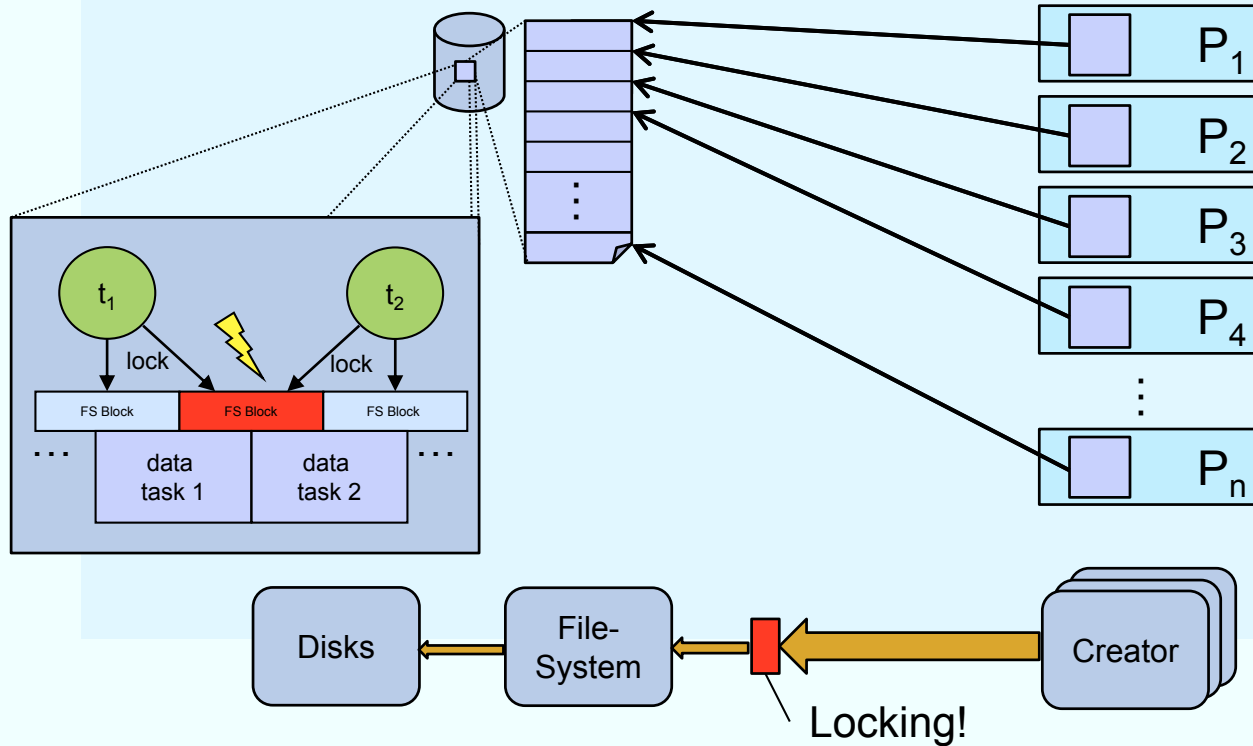 P1
P2
P3
P4
⋮
Pn
⋮
t1
t2
lock
lock
FS Block
FS Block
FS Block
...
data
task 1
data
task 2
...
Disks
File-
System
Creator
Locking!